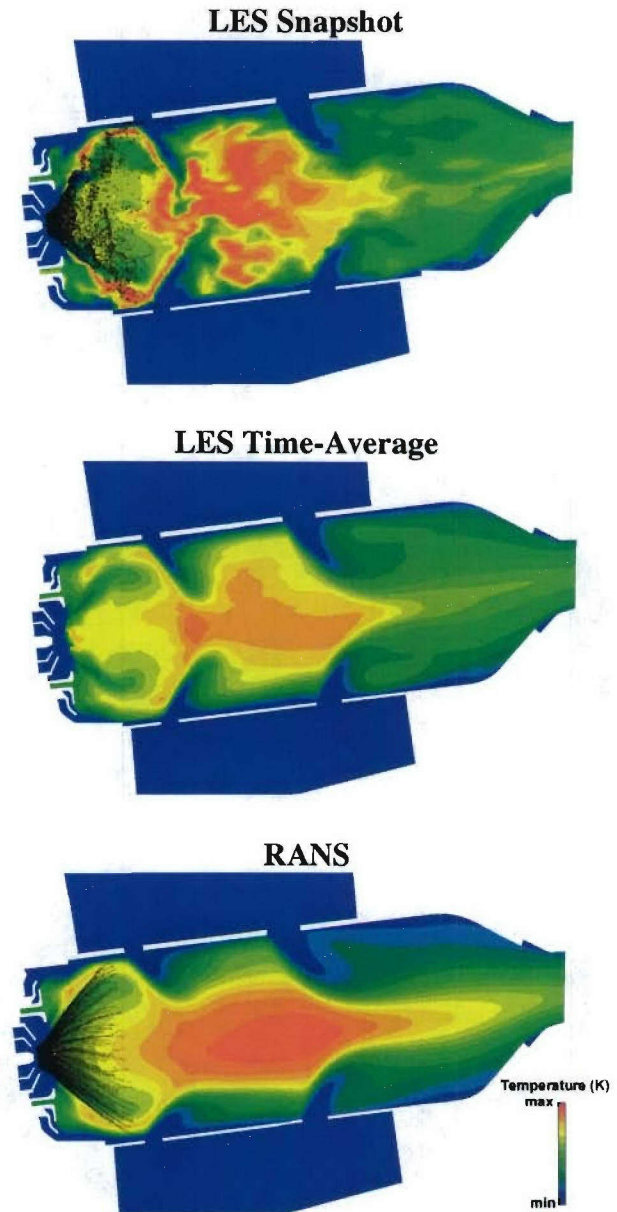 LES Snapshot
LES Time-Average
RANS
Temperature (K)
max
min